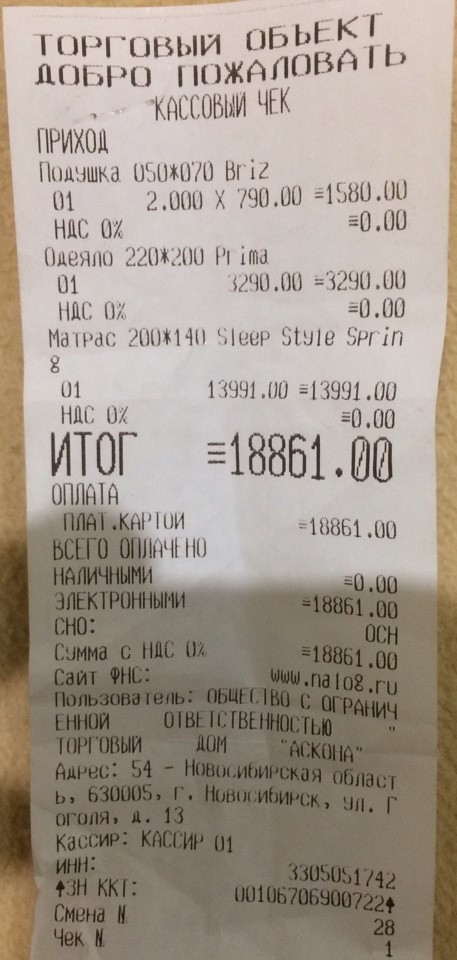 ТОРГОВЫЙ ОБЪЕКТ
ДОБРО ПОЖАЛОВАТЬ
КАССОВЫЙ ЧЕК
ПРИХОД
Подушка 050*070 Briz
01 2.000 X 790.00 =1580.00
НДС 0% =0.00
Одеяло 220*200 Prima
01 3290.00 =3290.00
НДС 0% =0.00
Матрас 200*140 Sleep Style Sprin
g
01 13991.00 =13991.00
НДС 0% =0.00
ИТОГ =18861.00
ОПЛАТА
ПЛАТ.КАРТОЙ =18861.00
ВСЕГО ОПЛАЧЕНО
НАЛИЧНЫМИ =0.00
ЭЛЕКТРОННЫМИ =18861.00
СНО: ОСН
Сумма с НДС 0% =18861.00
Сайт ФНС: www.nalog.ru
Пользователь: ОБЩЕСТВО С ОГРАНИЧ
ЕННОЙ ОТВЕТСТВЕННОСТЬЮ "
ТОРГОВЫЙ ДОМ "АСКОНА"
Адрес: 54 - Новосибирская област
ь, 630005, г. Новосибирск, ул. Г
оголя, д. 13
Кассир: КАССИР 01
ИНН: 3305051742
↑ЗН ККТ: 00106706900722↑
Смена N 28
Чек N 1